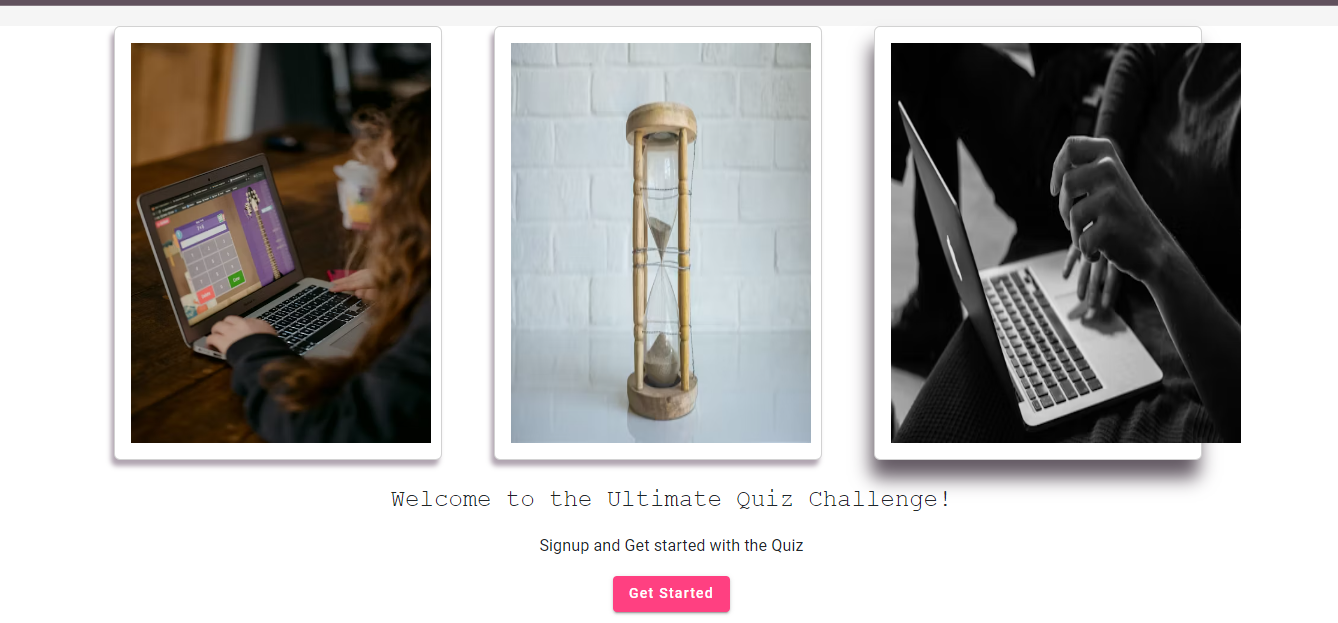 Welcome to the Ultimate Quiz Challenge!
Signup and Get started with the Quiz
Get Started